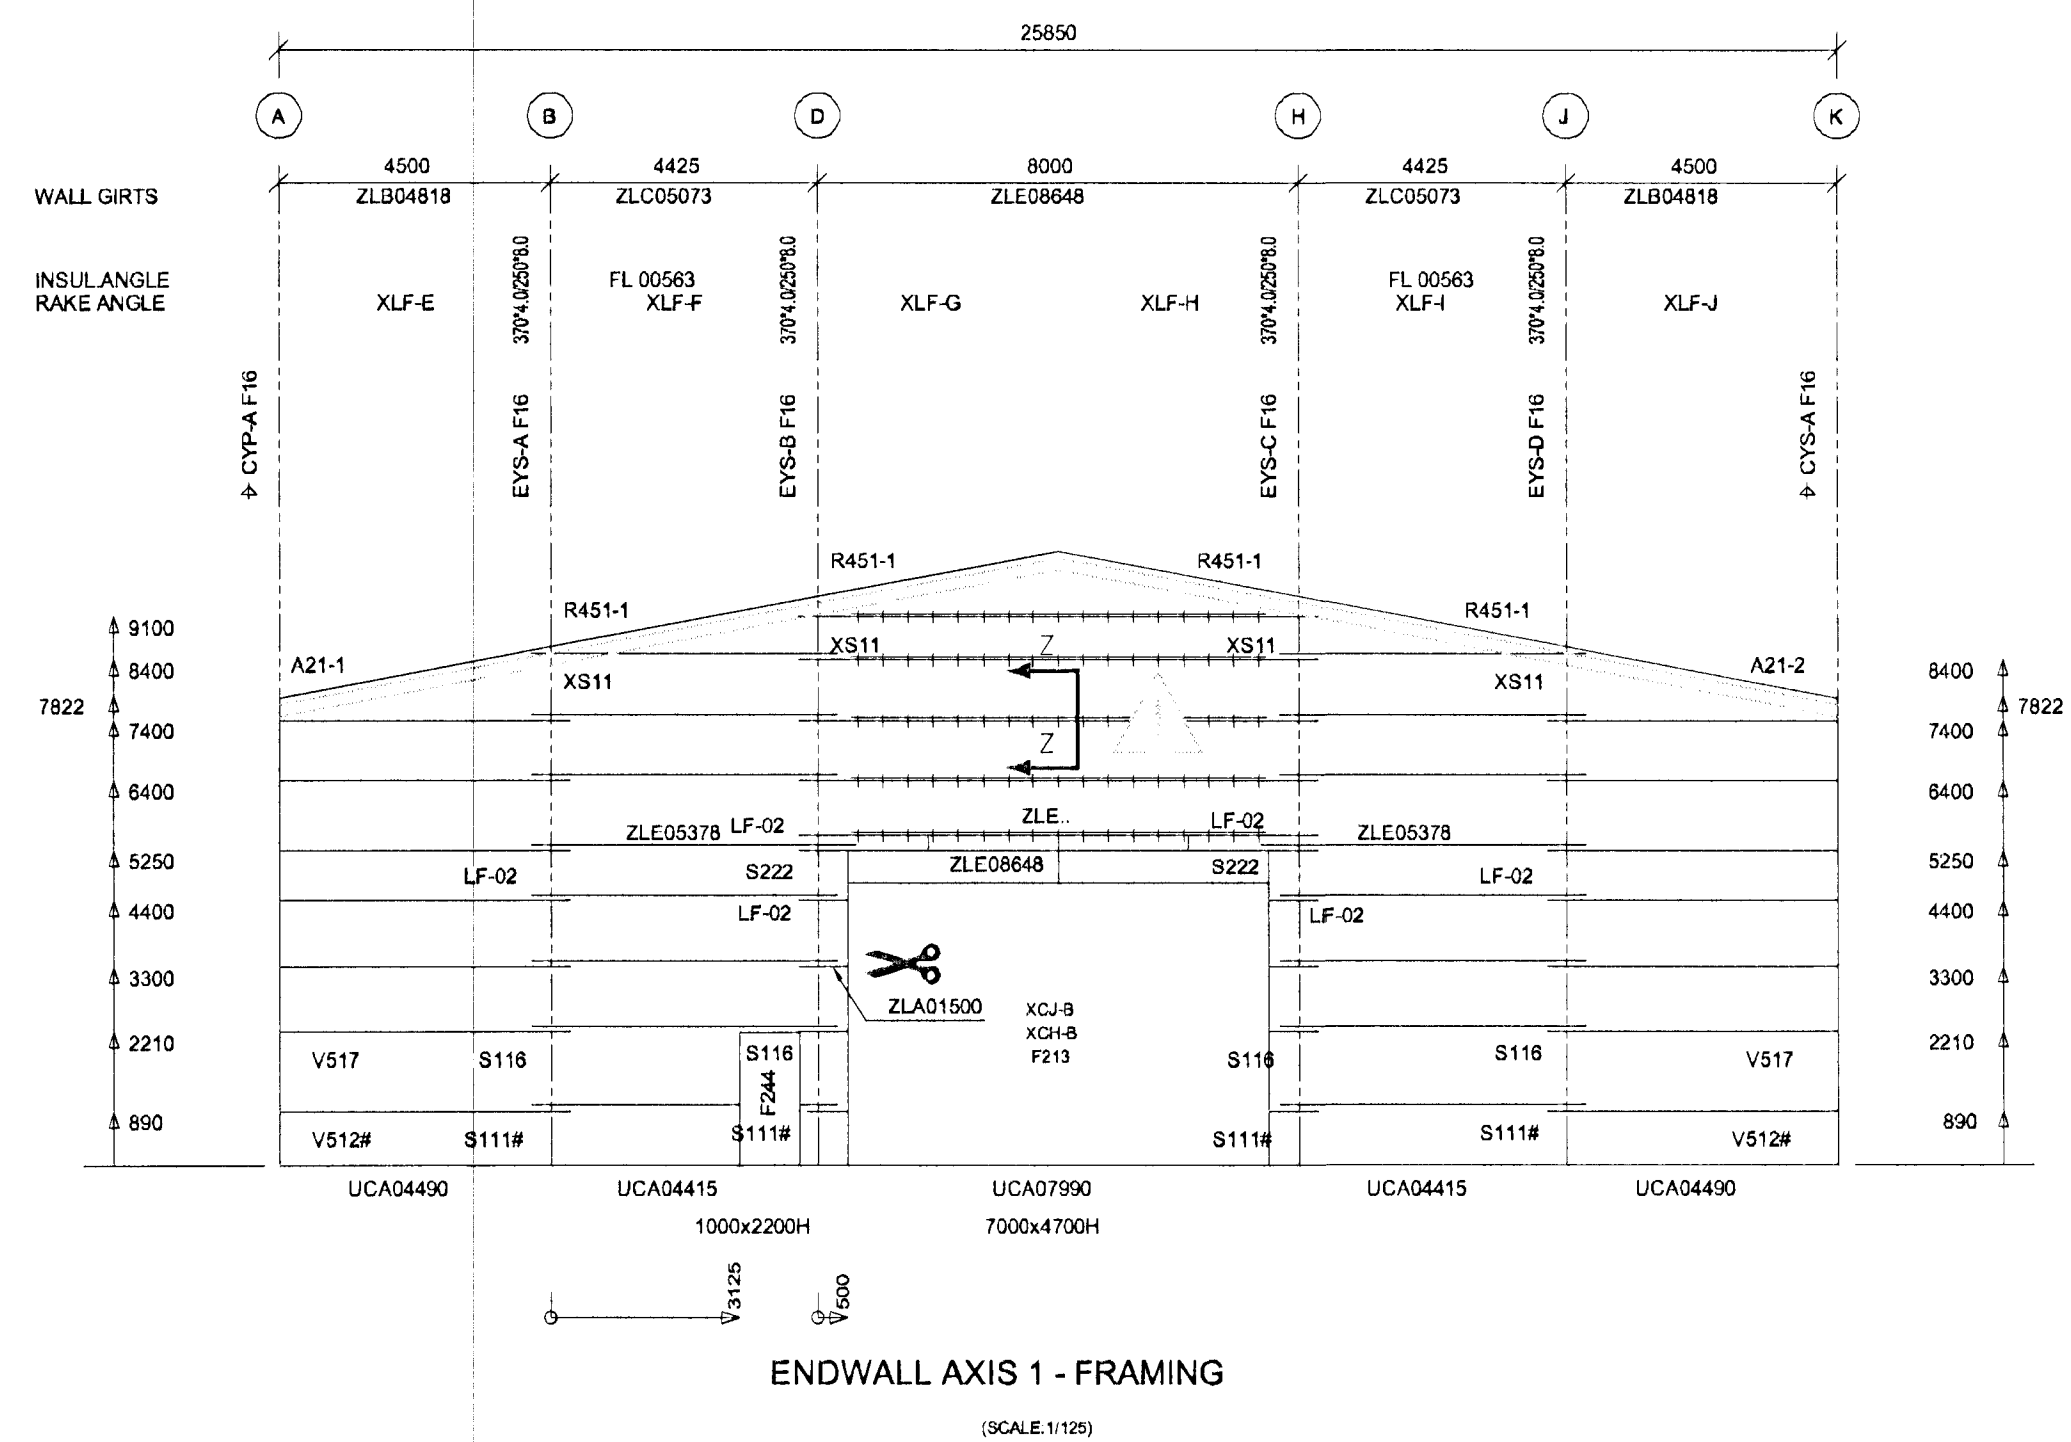 25850
A B D H J K
4500 4425 8000 4425 4500
WALL GIRTS ZLB04818 ZLC05073 ZLE08648 ZLC05073 ZLB04818
370*4.0/250*8.0 370*4.0/250*8.0 370*4.0/250*8.0 370*4.0/250*8.0
INSUL.ANGLE FL 00563 FL 00563
RAKE ANGLE XLF-E XLF-F XLF-G XLF-H XLF-I XLF-J
CYP-A F16 EYS-A F16 EYS-B F16 EYS-C F16 EYS-D F16 CYS-A F16
R451-1 R451-1
R451-1 R451-1
9100
XS11 Z XS11
A21-1 A21-2
8400 8400
XS11 XS11
7822 7822
7400 7400
Z
6400 6400
ZLE.. LF-02
ZLE05378 LF-02 ZLE05378
5250 5250
ZLE08648 S222
LF-02 S222 LF-02
4400 LF-02 LF-02 4400
3300 3300
ZLA01500 XCJ-B
XCH-B
2210 2210
F213
V517 S116 S116 S116 S116 V517
F244
890 890
V512# S111# S111# S111# S111# V512#
UCA04490 UCA04415 UCA07990 UCA04415 UCA04490
1000x2200H 7000x4700H
3125 500
ENDWALL AXIS 1 - FRAMING
(SCALE:1/125)